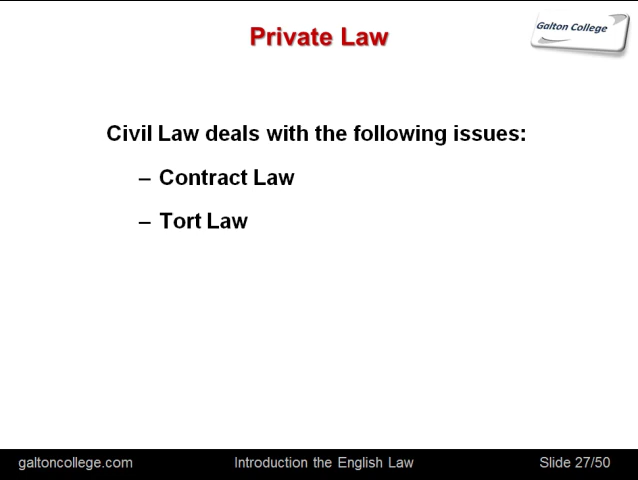 Private Law
Galton College
Civil Law deals with the following issues:
– Contract Law
– Tort Law
galtoncollege.com
Introduction the English Law
Slide 27/50